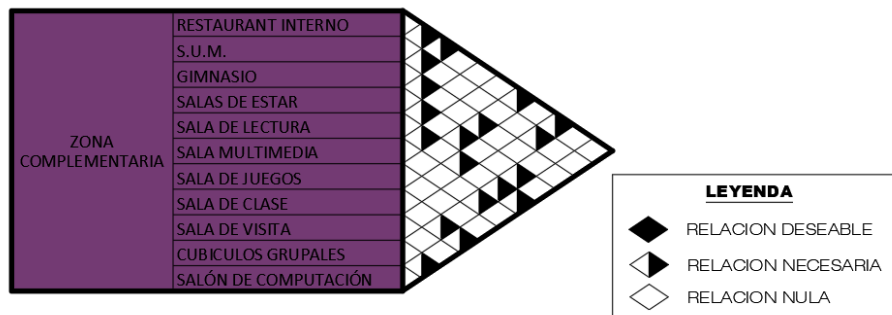 ZONA
COMPLEMENTARIA
RESTAURANT INTERNO
S.U.M.
GIMNASIO
SALAS DE ESTAR
SALA DE LECTURA
SALA MULTIMEDIA
SALA DE JUEGOS
SALA DE CLASE
SALA DE VISITA
CUBICULOS GRUPALES
SALÓN DE COMPUTACIÓN
LEYENDA
RELACION DESEABLE
RELACION NECESARIA
RELACION NULA